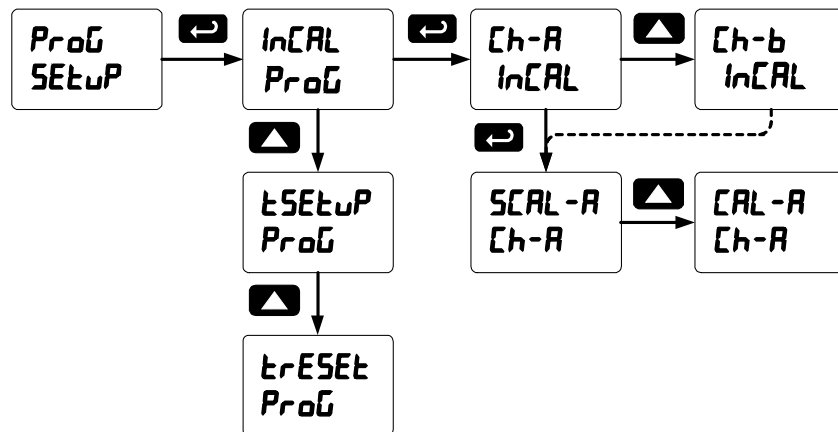 ProG
SEtuP
InCAL
ProG
Ch-A
InCAL
Ch-b
InCAL
tSEtuP
ProG
SCAL-A
Ch-A
CAL-A
Ch-A
trESEt
ProG